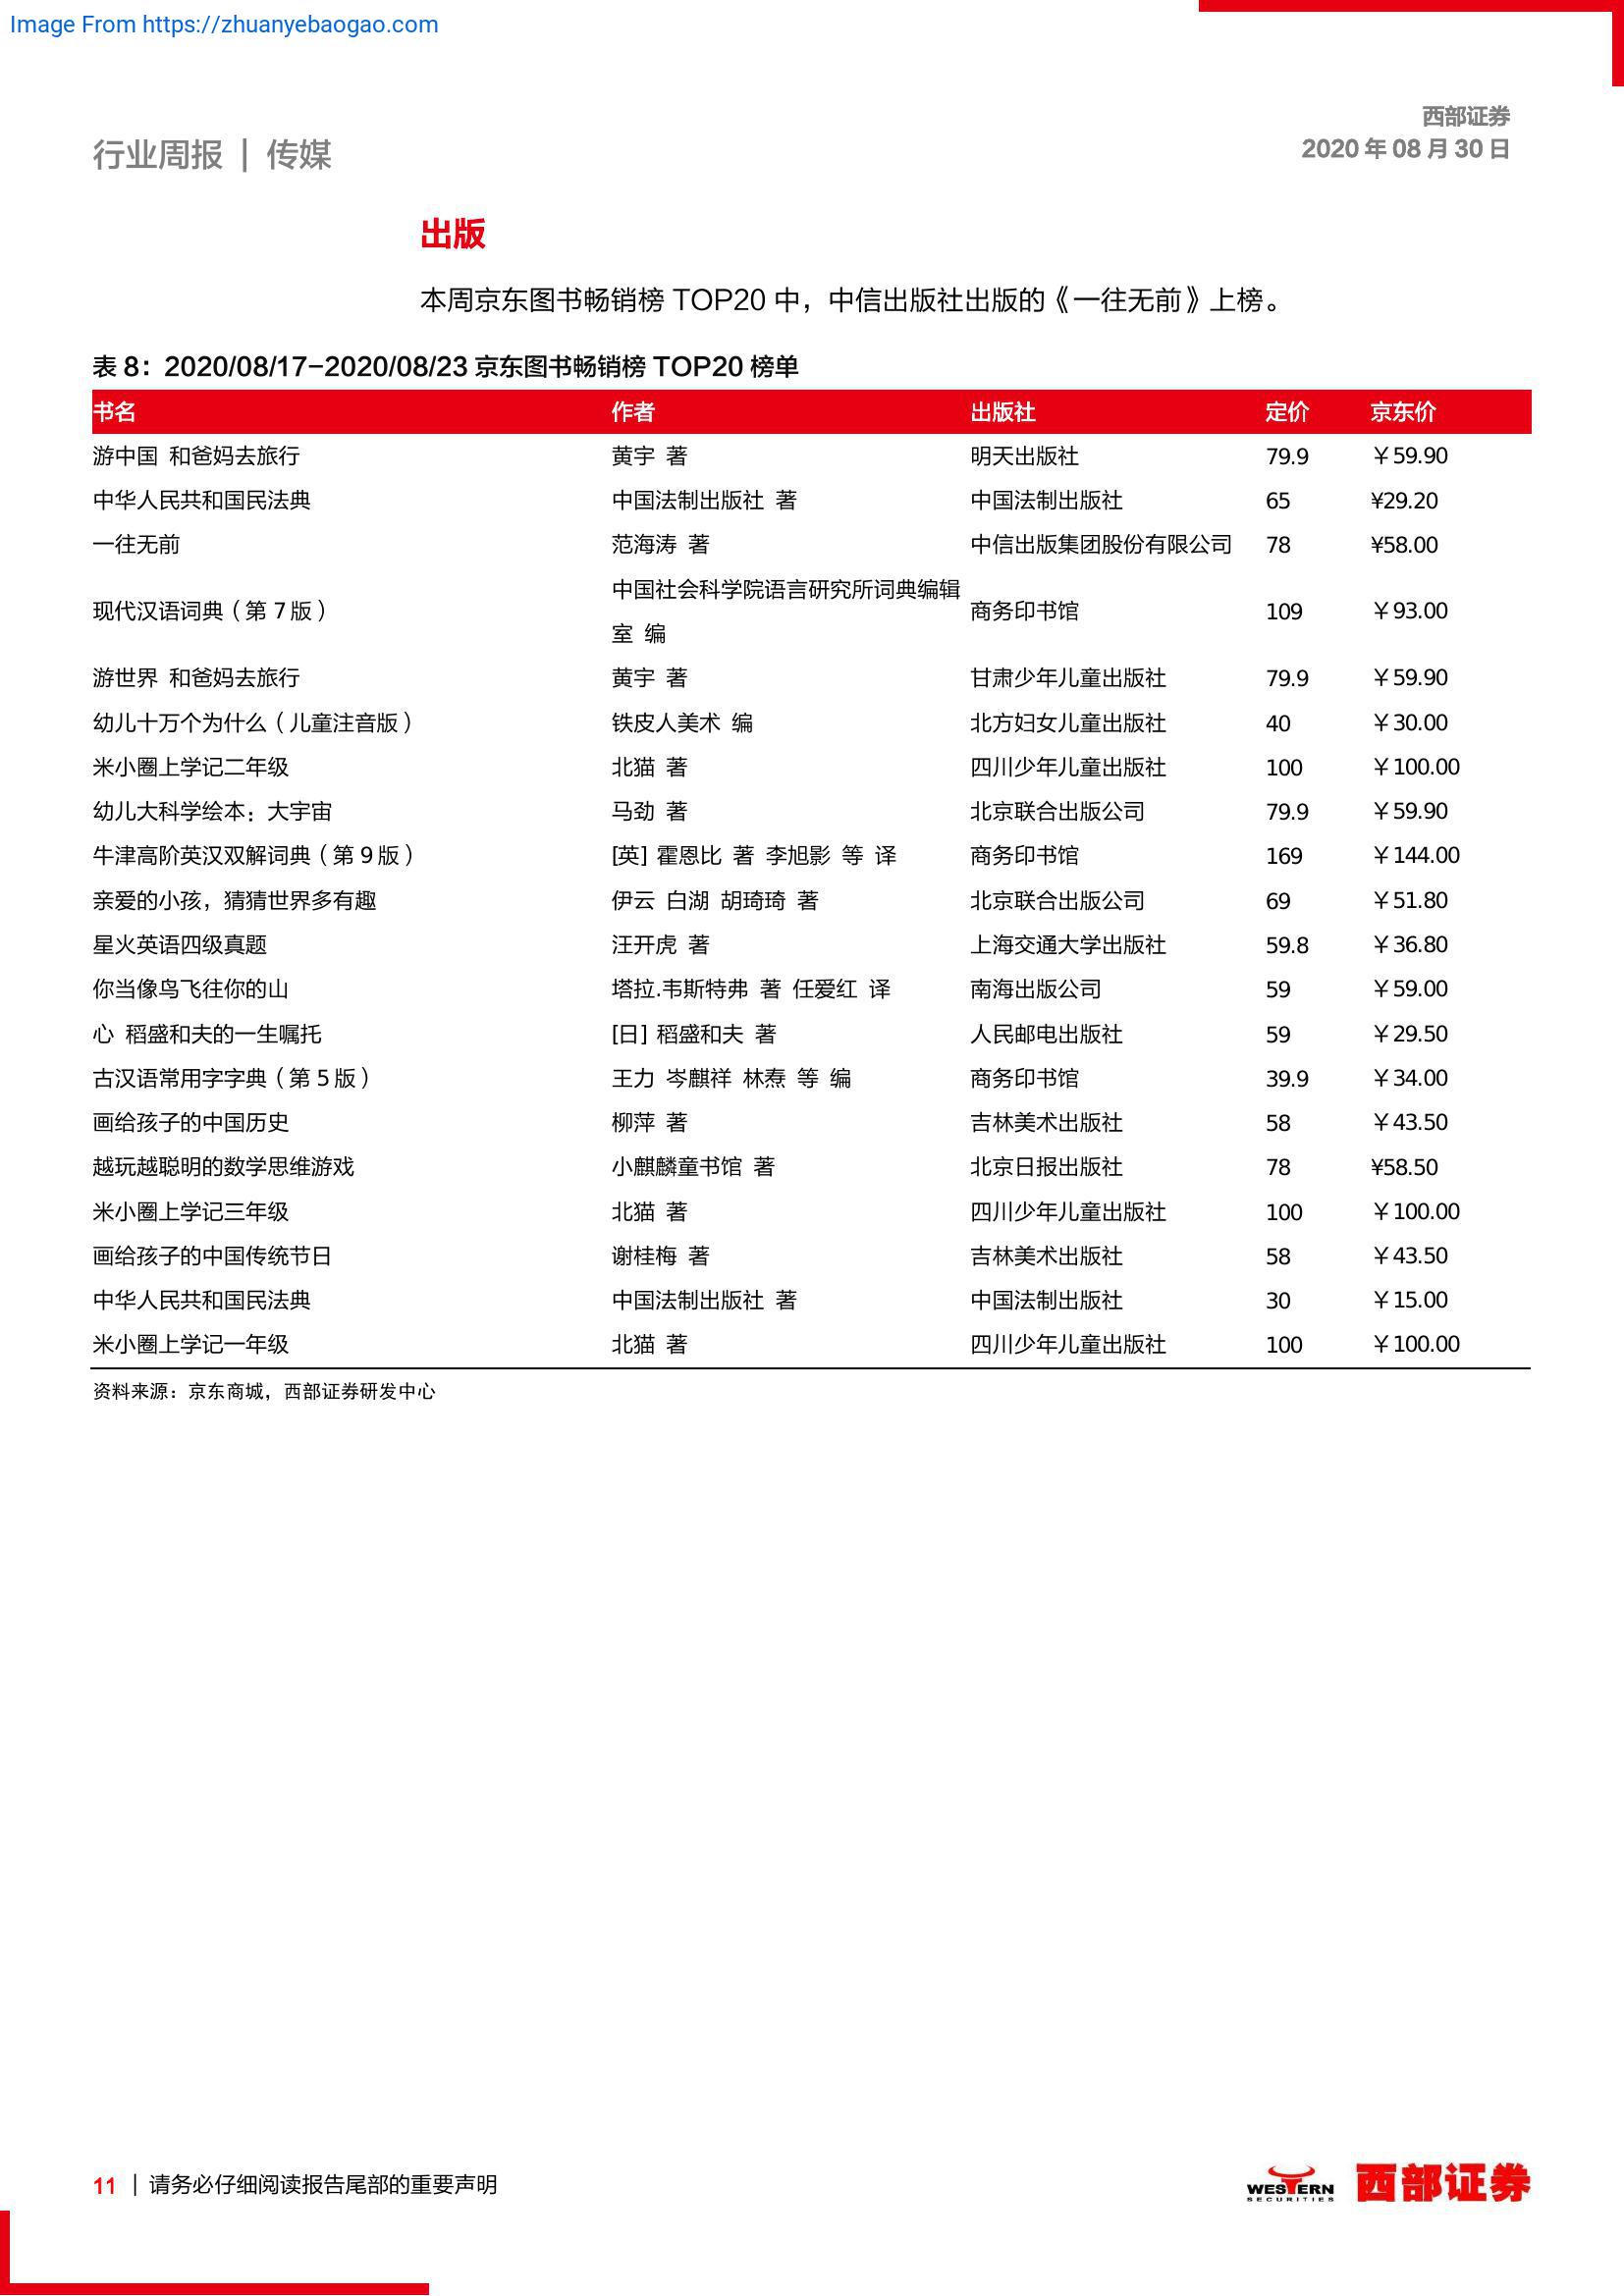 Image From https://zhuanyebaogao.com
西部证券
2020 年 08 月 30 日
行业周报 | 传媒
出版
本周京东图书畅销榜 TOP20 中，中信出版社出版的《一往无前》上榜。
表 8：2020/08/17-2020/08/23 京东图书畅销榜 TOP20 榜单
书名 作者 出版社 定价 京东价
游中国 和爸妈去旅行 黄宇 著 明天出版社 79.9 ￥59.90
中华人民共和国民法典 中国法制出版社 著 中国法制出版社 65 ¥29.20
一往无前 范海涛 著 中信出版集团股份有限公司 78 ¥58.00
现代汉语词典（第 7 版） 中国社会科学院语言研究所词典编辑 商务印书馆 109 ￥93.00
室 编
游世界 和爸妈去旅行 黄宇 著 甘肃少年儿童出版社 79.9 ￥59.90
幼儿十万个为什么（儿童注音版） 铁皮人美术 编 北方妇女儿童出版社 40 ￥30.00
米小圈上学记二年级 北猫 著 四川少年儿童出版社 100 ￥100.00
幼儿大科学绘本：大宇宙 马劲 著 北京联合出版公司 79.9 ￥59.90
牛津高阶英汉双解词典（第 9 版） [英] 霍恩比 著 李旭影 等 译 商务印书馆 169 ￥144.00
亲爱的小孩，猜猜世界多有趣 伊云 白湖 胡琦琦 著 北京联合出版公司 69 ￥51.80
星火英语四级真题 汪开虎 著 上海交通大学出版社 59.8 ￥36.80
你当像鸟飞往你的山 塔拉.韦斯特弗 著 任爱红 译 南海出版公司 59 ￥59.00
心 稻盛和夫的一生嘱托 [日] 稻盛和夫 著 人民邮电出版社 59 ￥29.50
古汉语常用字字典（第 5 版） 王力 岑麒祥 林焘 等 编 商务印书馆 39.9 ￥34.00
画给孩子的中国历史 柳萍 著 吉林美术出版社 58 ￥43.50
越玩越聪明的数学思维游戏 小麒麟童书馆 著 北京日报出版社 78 ¥58.50
米小圈上学记三年级 北猫 著 四川少年儿童出版社 100 ￥100.00
画给孩子的中国传统节日 谢桂梅 著 吉林美术出版社 58 ￥43.50
中华人民共和国民法典 中国法制出版社 著 中国法制出版社 30 ￥15.00
米小圈上学记一年级 北猫 著 四川少年儿童出版社 100 ￥100.00
资料来源：京东商城，西部证券研发中心
11 | 请务必仔细阅读报告尾部的重要声明
WESTERN
SECURITIES
西部证券